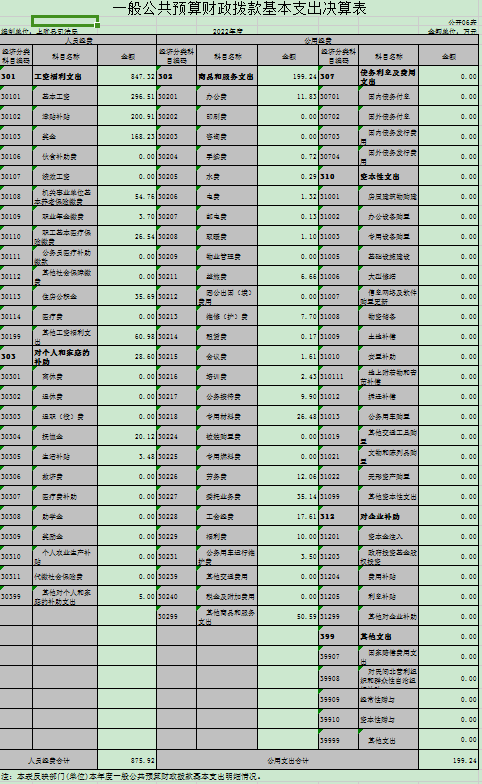 一般公共预算财政拨款基本支出决算表
公开06表
编制单位：上饶县司法局 2022年度 金额单位：万元
人员经费 公用经费
经济分类科目编码 科目名称 金额 经济分类科目编码 科目名称 金额 经济分类科目编码 科目名称 金额
301 工资福利支出 847.32 302 商品和服务支出 199.24 307 债务利息及费用支出 0.00
30101 基本工资 296.51 30201 办公费 11.83 30701 国内债务付息 0.00
30102 津贴补贴 200.91 30202 印刷费 0.00 30702 国外债务付息 0.00
30103 奖金 168.23 30203 咨询费 0.00 30703 国内债务发行费用 0.00
30106 伙食补助费 0.00 30204 手续费 0.72 30704 国外债务发行费用 0.00
30107 绩效工资 0.00 30205 水费 0.29 310 资本性支出 0.00
30108 机关事业单位基本养老保险缴费 54.76 30206 电费 1.32 31001 房屋建筑物购建 0.00
30109 职业年金缴费 3.70 30207 邮电费 0.13 31002 办公设备购置 0.00
30110 职工基本医疗保险缴费 26.54 30208 取暖费 1.10 31003 专用设备购置 0.00
30111 公务员医疗补助缴费 0.00 30209 物业管理费 0.00 31005 基础设施建设 0.00
30112 其他社会保障缴费 0.00 30211 差旅费 6.66 31006 大型修缮 0.00
30113 住房公积金 35.69 30212 因公出国（境）费用 0.00 31007 信息网络及软件购置更新 0.00
30114 医疗费 0.00 30213 维修（护）费 7.70 31008 物资储备 0.00
30199 其他工资福利支出 60.98 30214 租赁费 0.17 31009 土地补偿 0.00
303 对个人和家庭的补助 28.60 30215 会议费 1.61 31010 安置补助 0.00
30301 离休费 0.00 30216 培训费 2.43 310111 地上附着物和青苗补偿 0.00
30302 退休费 0.00 30217 公务接待费 9.90 31012 拆迁补偿 0.00
30303 退职（役）费 0.00 30218 专用材料费 26.48 31013 公务用车购置 0.00
30304 抚恤金 20.12 30224 被装购置费 0.00 31019 其他交通工具购置 0.00
30305 生活补贴 3.48 30225 专用燃料费 0.00 31021 文物和陈列品购置 0.00
30306 救济费 0.00 30226 劳务费 12.06 31022 无形资产购置 0.00
30307 医疗费补助 0.00 30227 委托业务费 35.14 31099 其他资本性支出 0.00
30308 助学金 0.00 30228 工会经费 17.61 312 对企业补助 0.00
30309 奖励金 0.00 30229 福利费 10.00 31201 资本金注入 0.00
30310 个人农业生产补贴 0.00 30231 公务用车运行维护费 3.50 31203 政府投资基金股权投资 0.00
30311 代缴社会保险费 0.00 30239 其他交通费用 0.00 31204 费用补贴 0.00
30399 其他对个人和家庭的补助支出 5.00 30240 税金及附加费用 0.00 31205 利息补贴 0.00
30299 其他商品和服务支出 50.59 31299 其他对企业补助 0.00
399 其他支出 0.00
39907 国家赔偿费用支出 0.00
39908 对民间非营利组织和群众性自治组 0.00
39909 经常性赠与 0.00
39910 资本性赠与 0.00
39999 其他支出 0.00
人员经费合计 875.92 公用支出合计 199.24
注：本表反映部门(单位)本年度一般公共预算财政拨款基本支出明细情况。